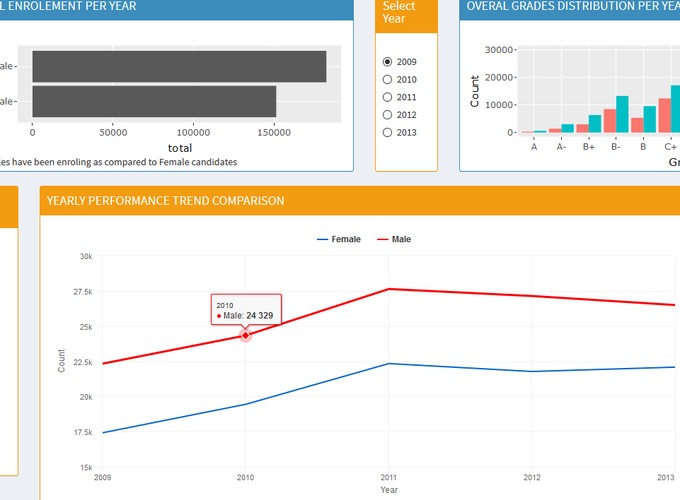 L ENROLEMENT PER YEAR
ale
ale
0 50000 100000 150000
total
les have been enroling as compared to Female candidates
Select
Year
2009
2010
2011
2012
2013
OVERAL GRADES DISTRIBUTION PER YEA
30000
20000
10000
0
Count
A A- B+ B- B C+
Gr
YEARLY PERFORMANCE TREND COMPARISON
Female Male
30k
27.5k
25k
22.5k
20k
17.5k
15k
Count
2010
Male: 24 329
2009 2010 2011 2012 2013
Year